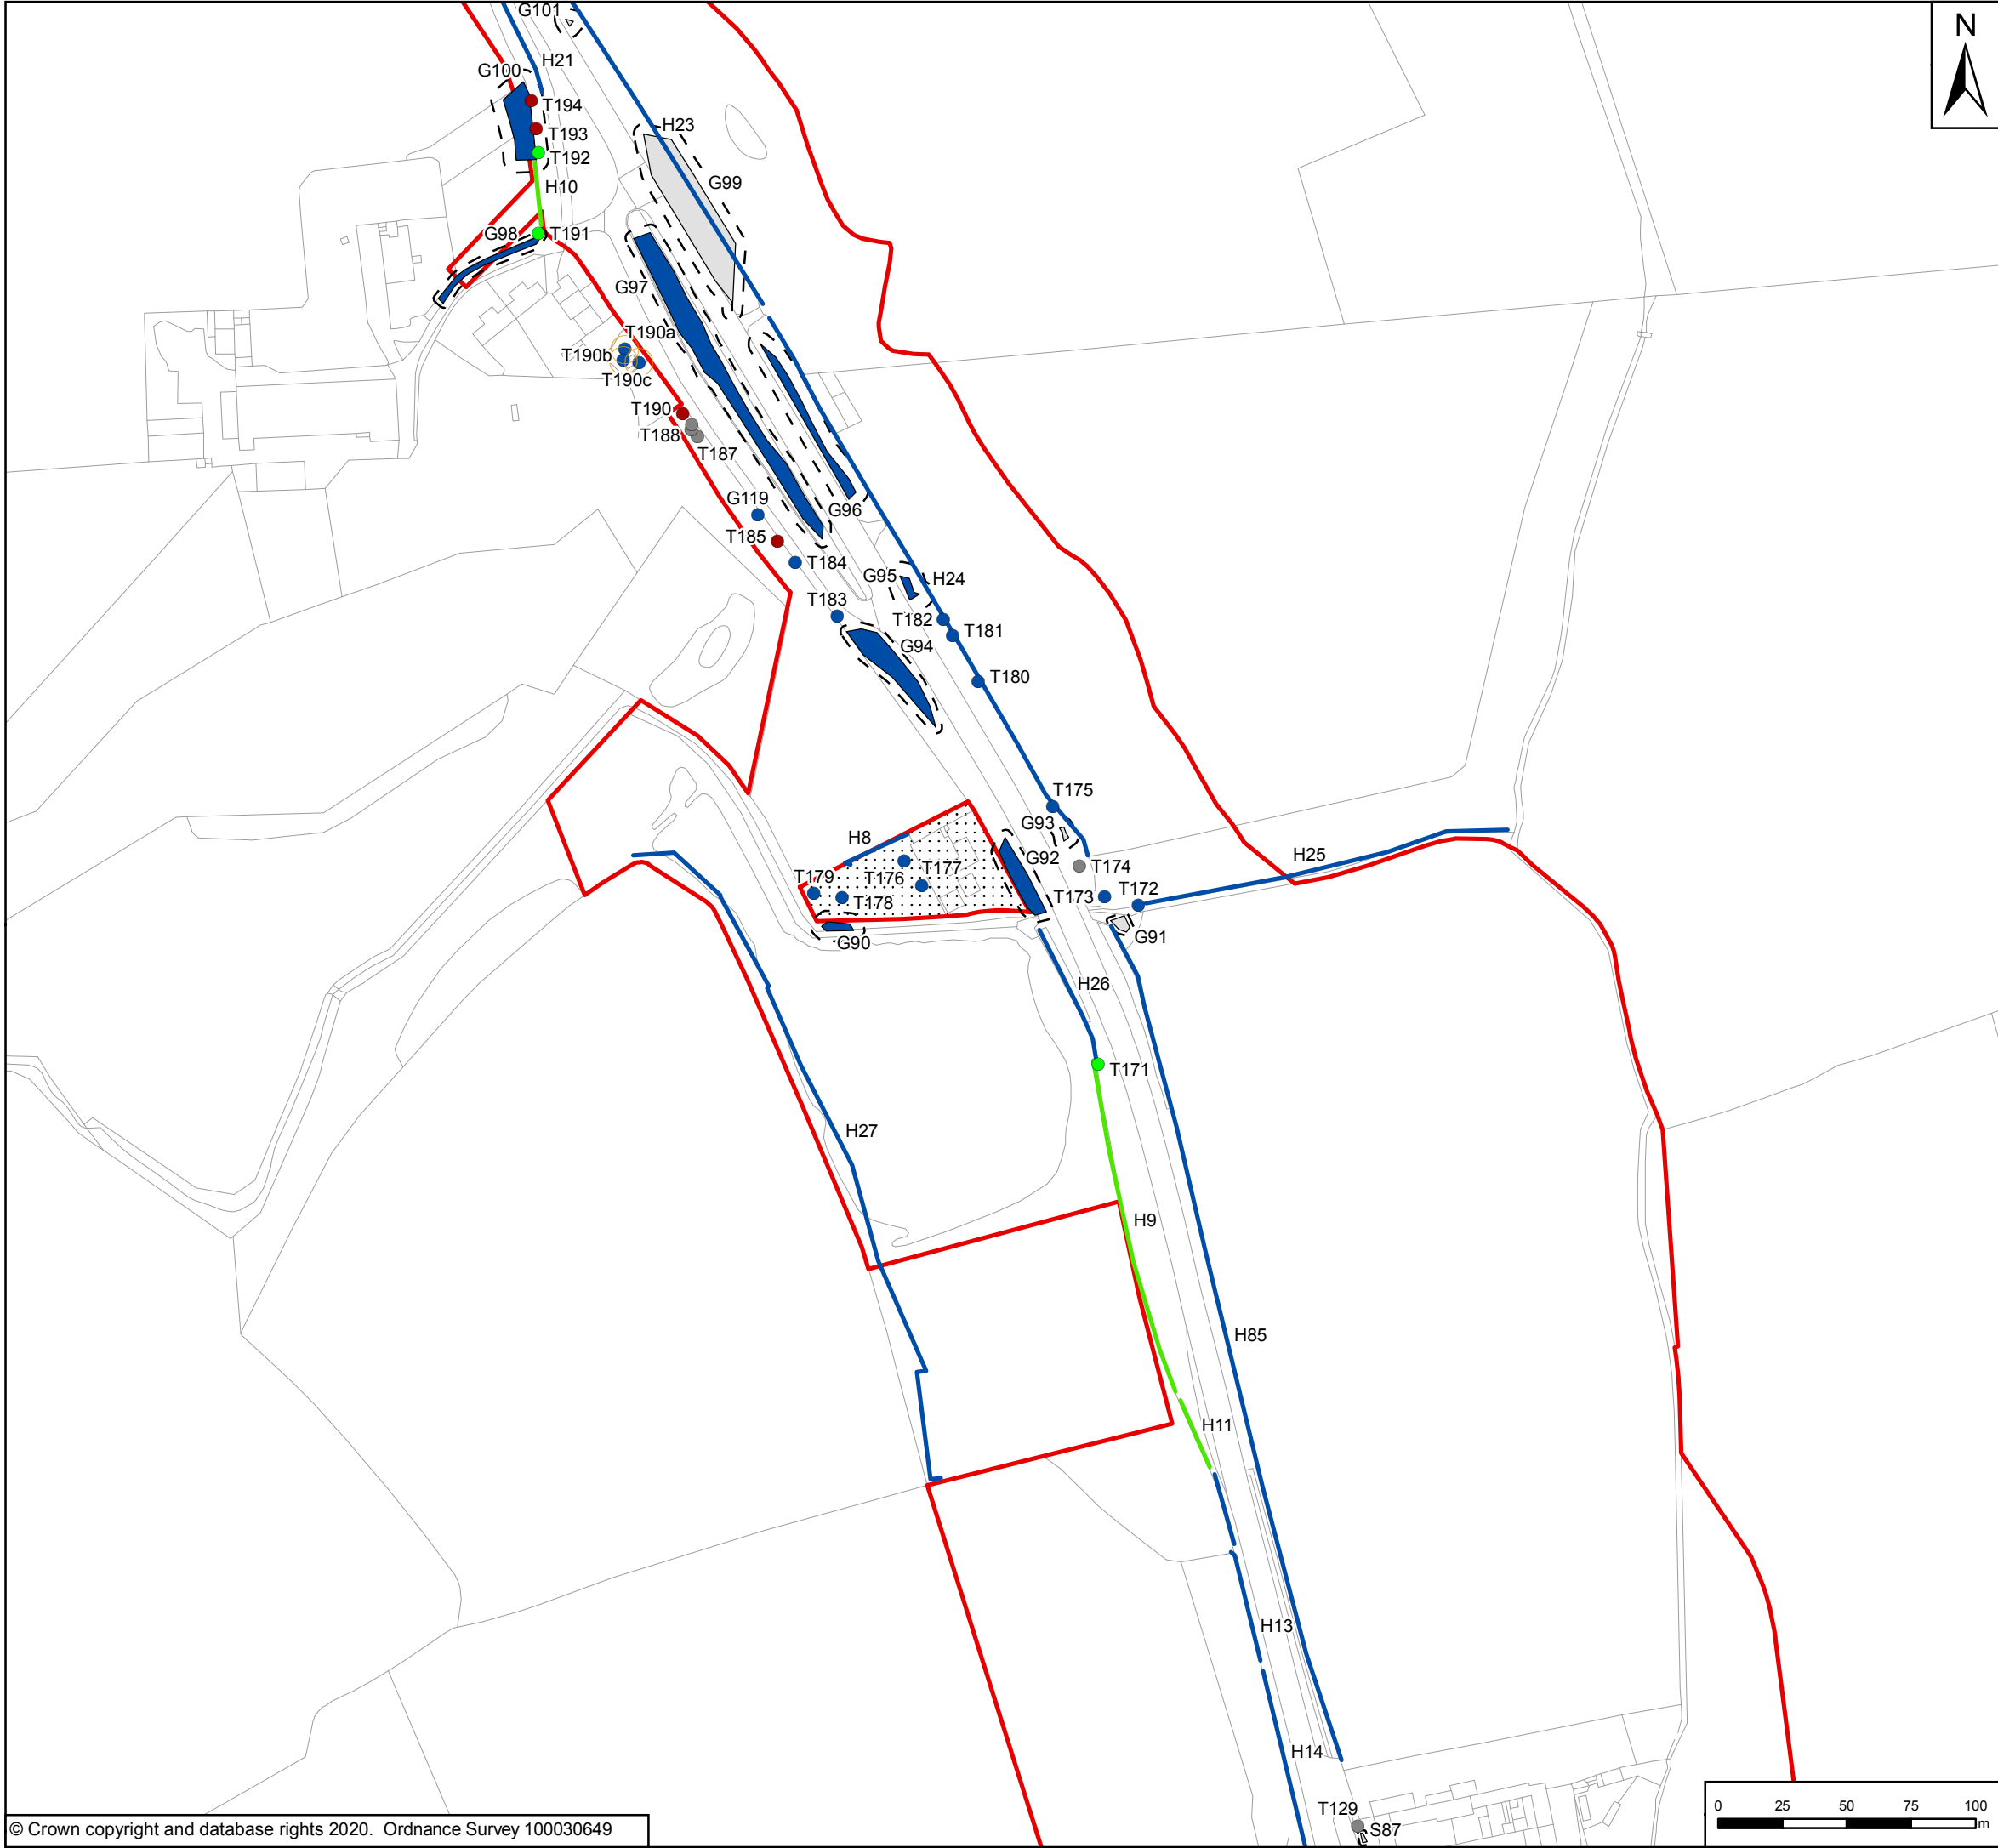 G101
N
H21
G100
T194
H23
T193
T192
G99
H10
G98
T191
G97
T190a
T190b
T190c
T190
T188
T187
G119
G96
T185
T184
G95
H24
T183
T182
T181
G94
T180
T175
G93
H8
G92
H25
T174
T179
T176
T177
T173
T172
T178
G90
G91
H26
T171
H27
H9
H85
H11
H13
H14
T129
S87
0 25 50 75 100
m
© Crown copyright and database rights 2020. Ordnance Survey 100030649